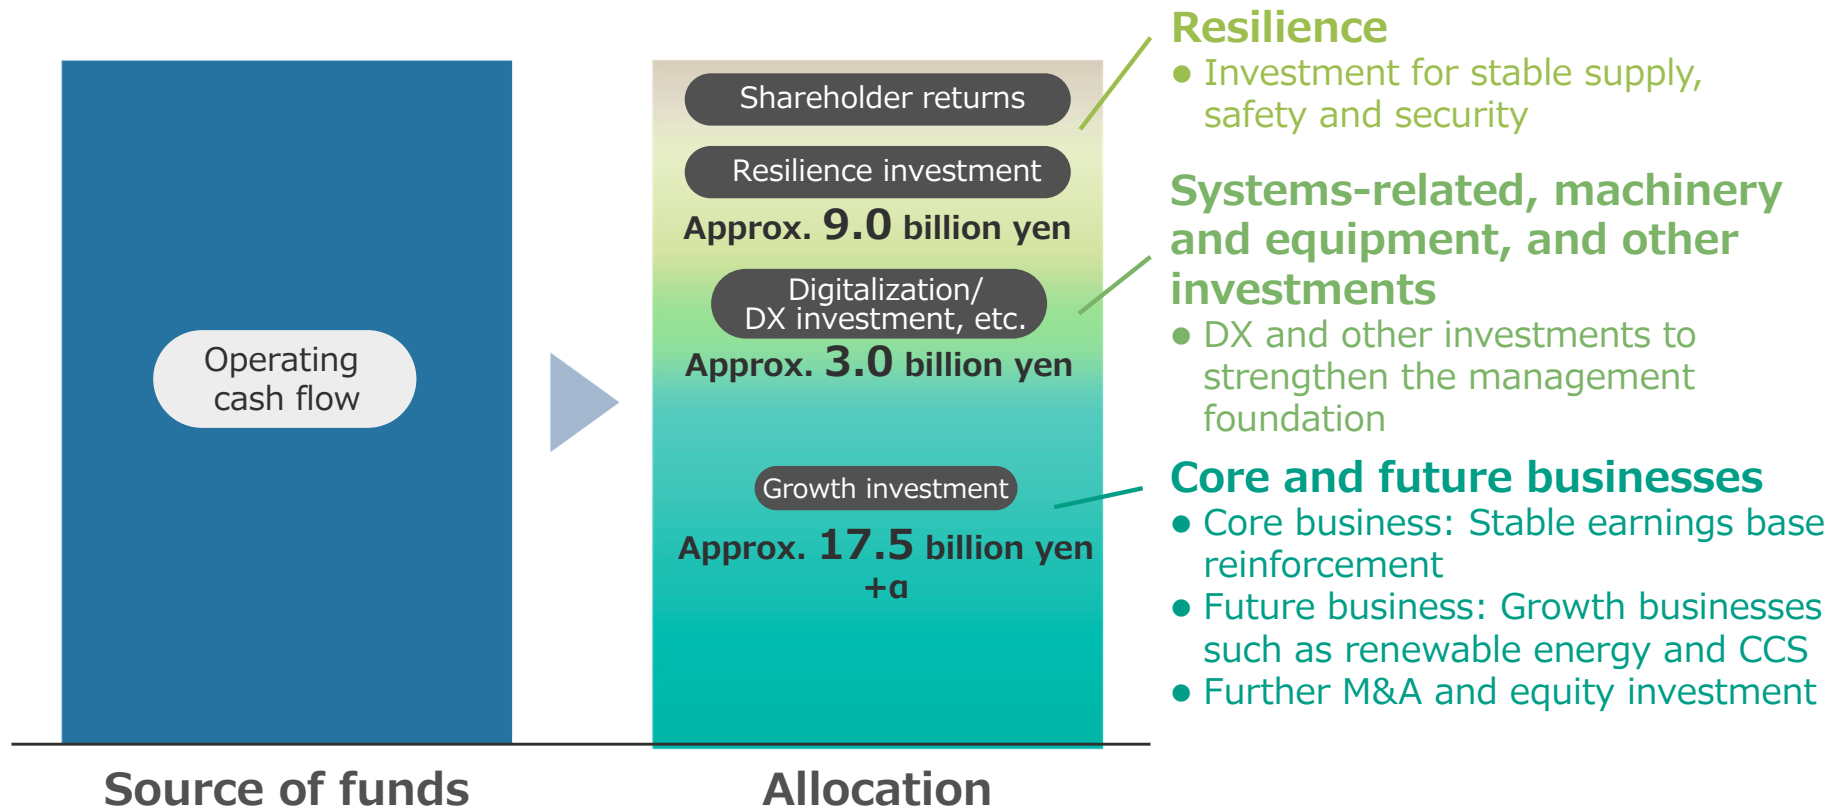 Operating
cash flow
Source of funds
Shareholder returns
Resilience investment
Approx. 9.0 billion yen
Digitalization/
DX investment, etc.
Approx. 3.0 billion yen
Growth investment
Approx. 17.5 billion yen
+α
Allocation
Resilience
● Investment for stable supply,
safety and security
Systems-related, machinery
and equipment, and other
investments
● DX and other investments to
strengthen the management
foundation
Core and future businesses
● Core business: Stable earnings base
reinforcement
● Future business: Growth businesses
such as renewable energy and CCS
● Further M&A and equity investment